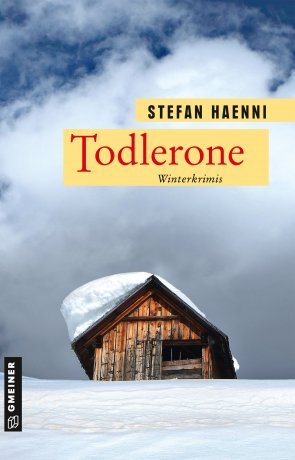 STEFAN HAENNI
Todlerone
Winterkrimis
GMEINER